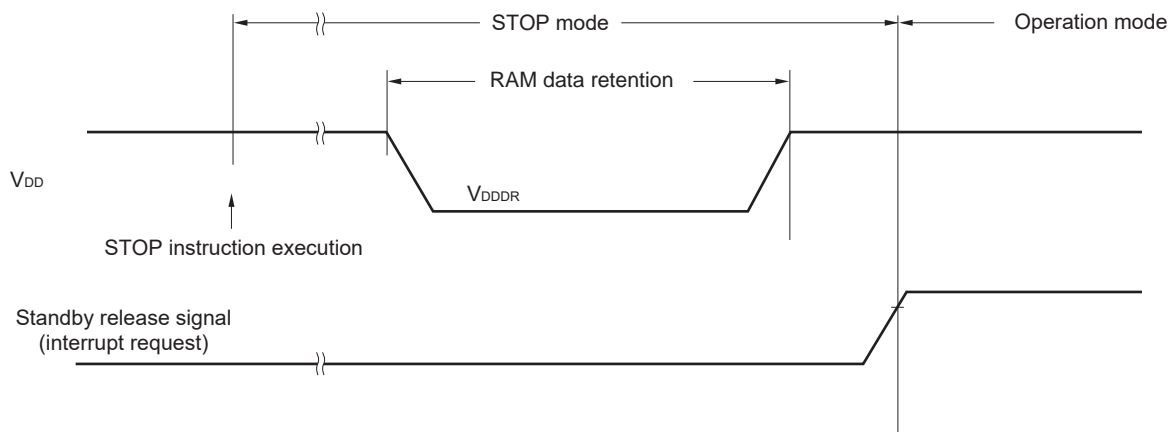 STOP mode
Operation mode
RAM data retention
VDD
VDDDR
STOP instruction execution
Standby release signal
(interrupt request)